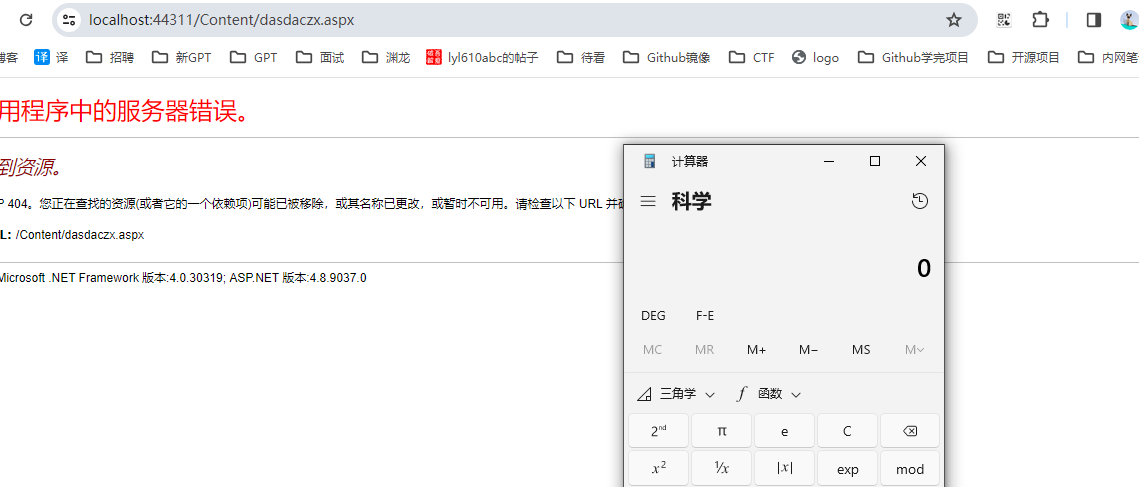 localhost:44311/Content/dasdaczx.aspx
博客 译 译 招聘 新GPT GPT 面试 渊龙 lyl610abc的帖子 待看 Github镜像 CTF logo Github学完项目 开源项目 内网笔
用程序中的服务器错误。
到资源。
P 404。您正在查找的资源(或者它的一个依赖项)可能已被移除，或其名称已更改，或暂时不可用。请检查以下 URL 并
L: /Content/dasdaczx.aspx
Microsoft .NET Framework 版本:4.0.30319; ASP.NET 版本:4.8.9037.0
计算器
科学
0
DEG F-E
MC MR M+ M− MS M
三角学 f 函数
2nd π e C
x² ¹/x |x| exp mod